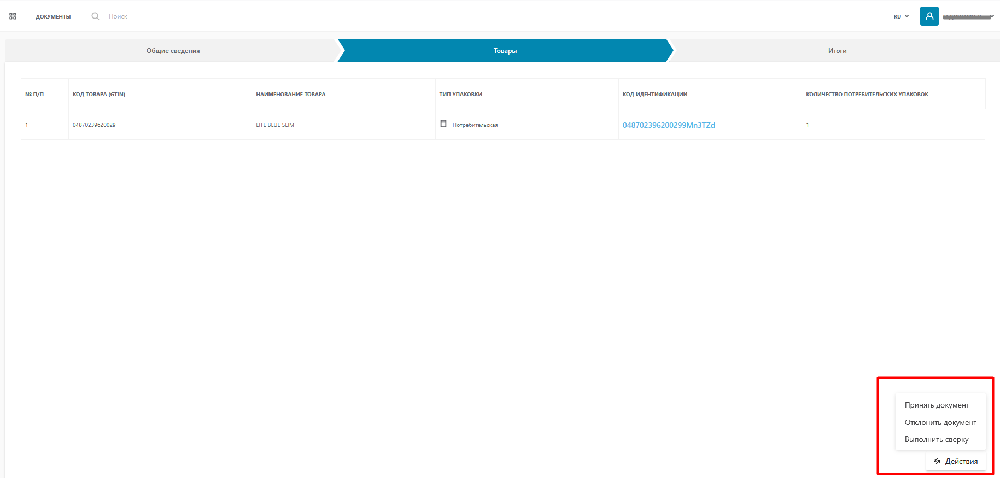 ДОКУМЕНТЫ
Поиск
RU
Общие сведения
Товары
Итоги
№ П/П
КОД ТОВАРА (GTIN)
НАИМЕНОВАНИЕ ТОВАРА
ТИП УПАКОВКИ
КОД ИДЕНТИФИКАЦИИ
КОЛИЧЕСТВО ПОТРЕБИТЕЛЬСКИХ УПАКОВОК
1
04870239620029
LITE BLUE SLIM
Потребительская
048702396200299Mn3TZd
1
Принять документ
Отклонить документ
Выполнить сверку
Действия